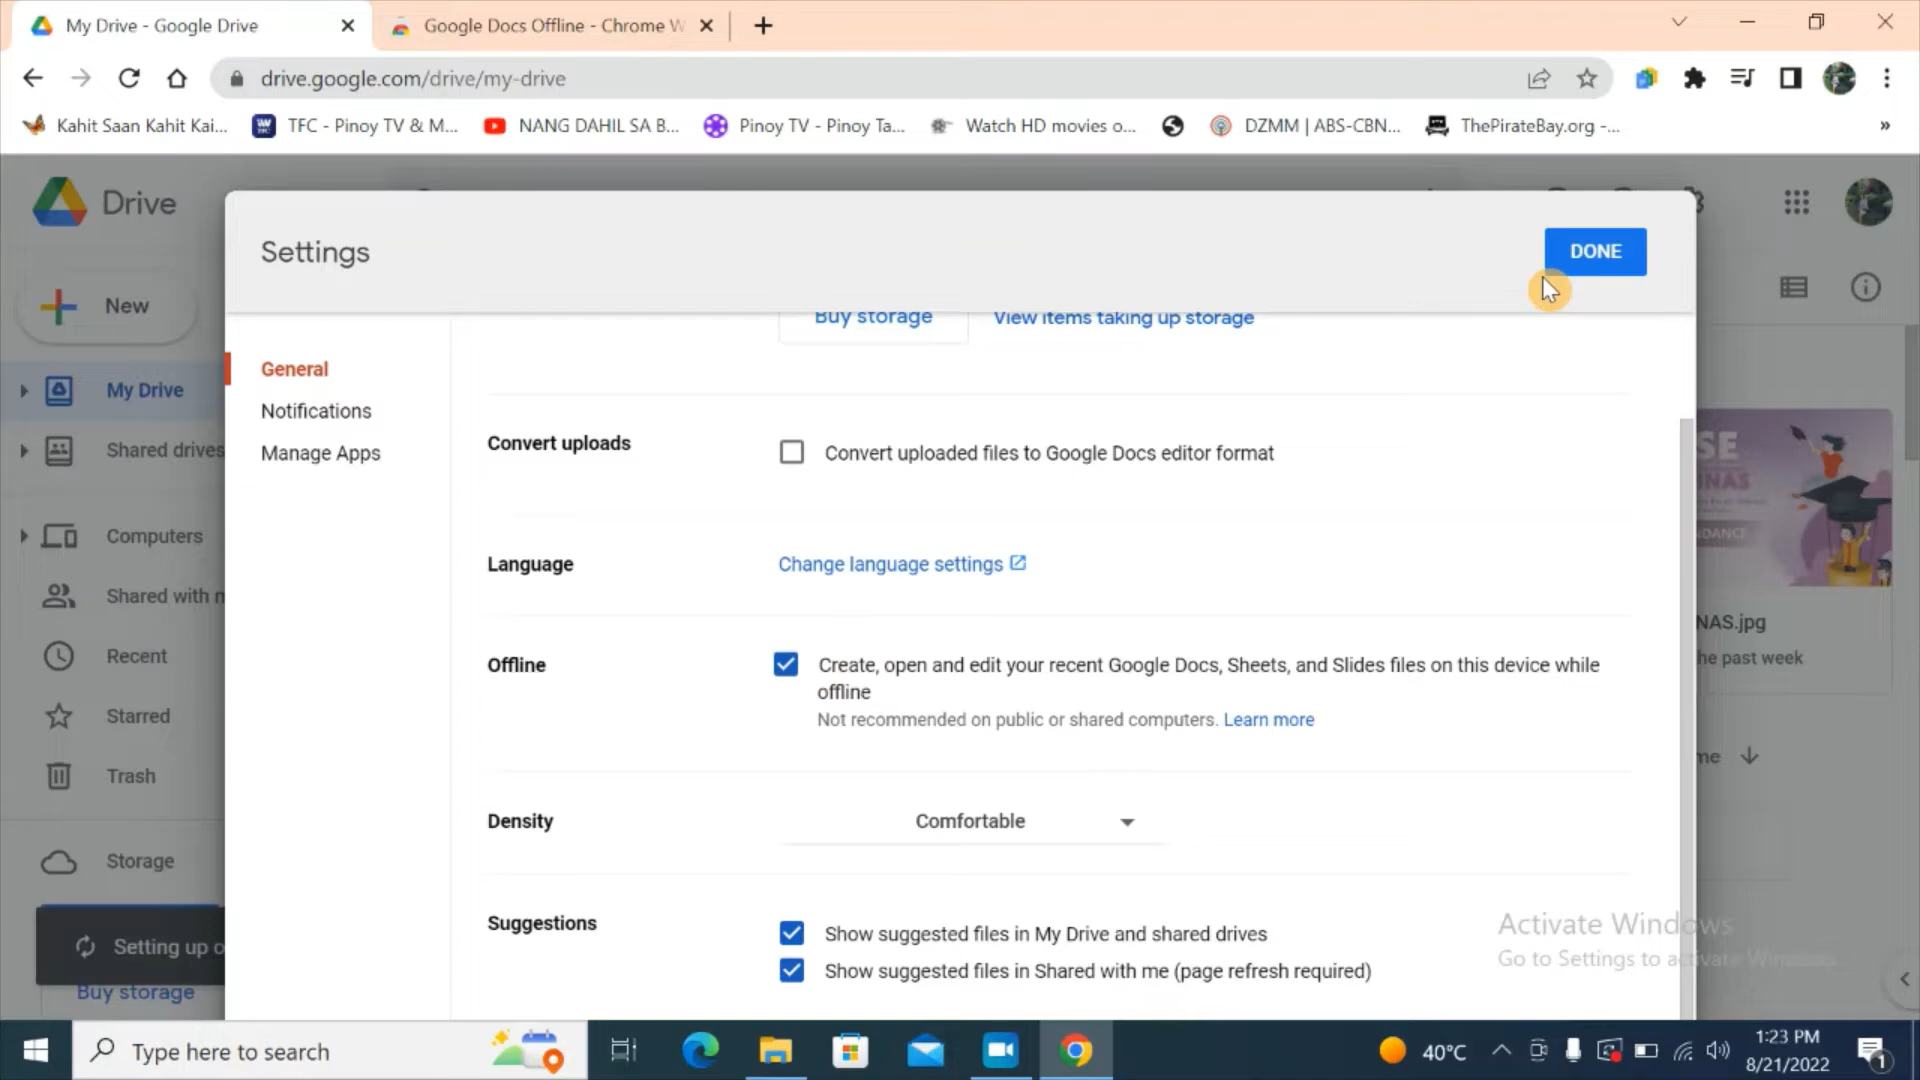 My Drive - Google Drive
Google Docs Offline - Chrome W
drive.google.com/drive/my-drive
Kahit Saan Kahit Kai...
TFC - Pinoy TV & M...
NANG DAHIL SA B...
Pinoy TV - Pinoy Ta...
Watch HD movies o...
DZMM | ABS-CBN...
ThePirateBay.org -...
Drive
Settings
DONE
New
Buy storage
View items taking up storage
General
Notifications
Manage Apps
My Drive
Shared drives
Computers
Shared with m
Recent
Starred
Trash
Storage
Setting up o
Buy storage
Convert uploads
Convert uploaded files to Google Docs editor format
Language
Change language settings
Offline
Create, open and edit your recent Google Docs, Sheets, and Slides files on this device while
offline
Not recommended on public or shared computers. Learn more
Density
Comfortable
Suggestions
Show suggested files in My Drive and shared drives
Show suggested files in Shared with me (page refresh required)
SE
NAS
DANCE
NAS.jpg
he past week
me
Activate Windows
Go to Settings to activate Windows.
Type here to search
40°C
1:23 PM
8/21/2022
1